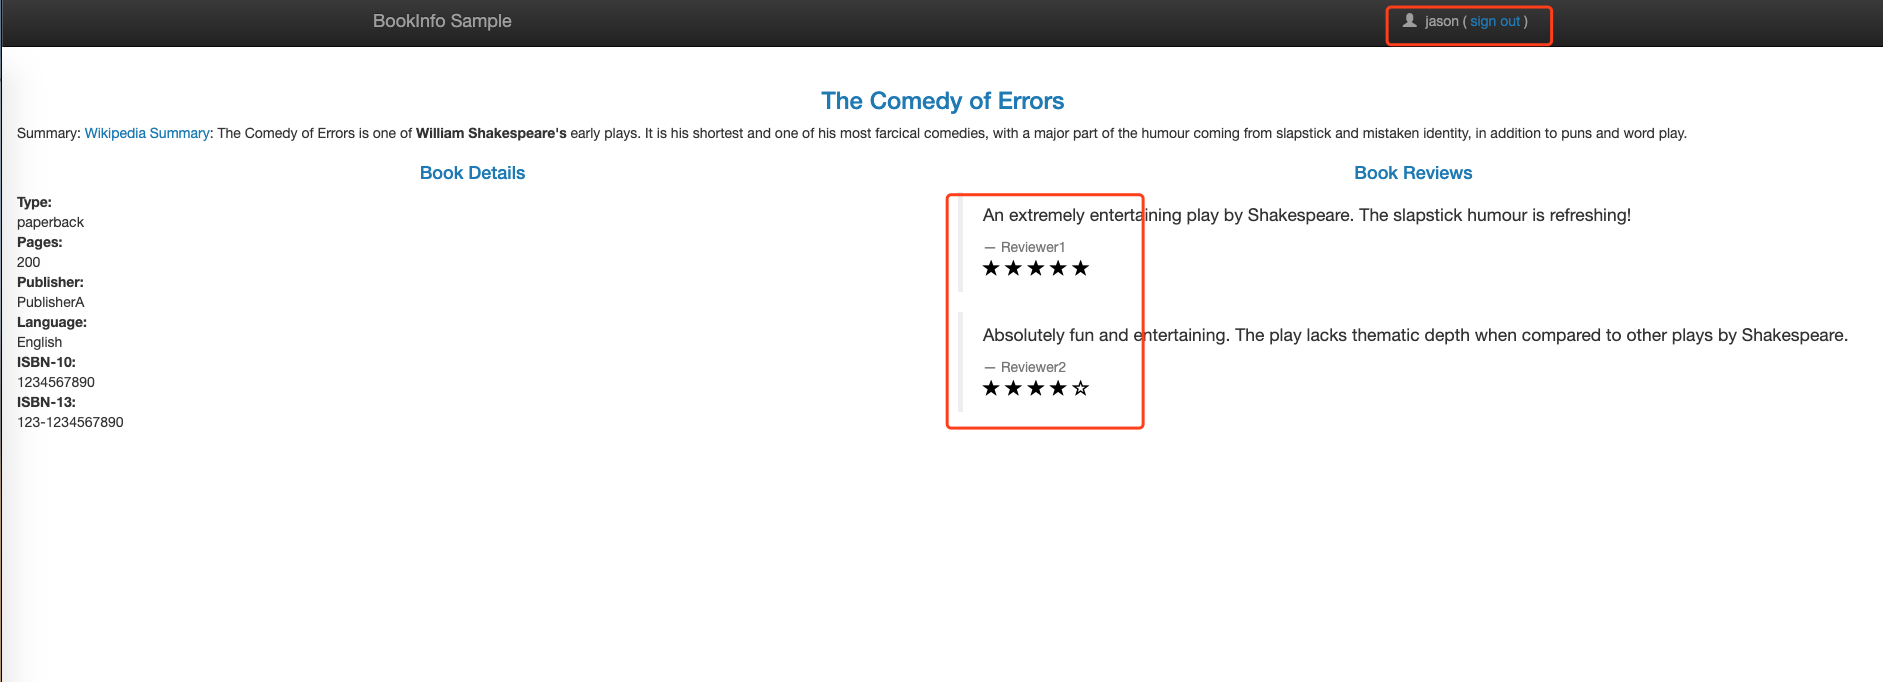 BookInfo Sample
jason ( sign out )
The Comedy of Errors
Summary: Wikipedia Summary: The Comedy of Errors is one of William Shakespeare's early plays. It is his shortest and one of his most farcical comedies, with a major part of the humour coming from slapstick and mistaken identity, in addition to puns and word play.
Book Details
Type:
paperback
Pages:
200
Publisher:
PublisherA
Language:
English
ISBN-10:
1234567890
ISBN-13:
123-1234567890
Book Reviews
An extremely entertaining play by Shakespeare. The slapstick humour is refreshing!
— Reviewer1
★★★★★
Absolutely fun and entertaining. The play lacks thematic depth when compared to other plays by Shakespeare.
— Reviewer2
★★★★☆